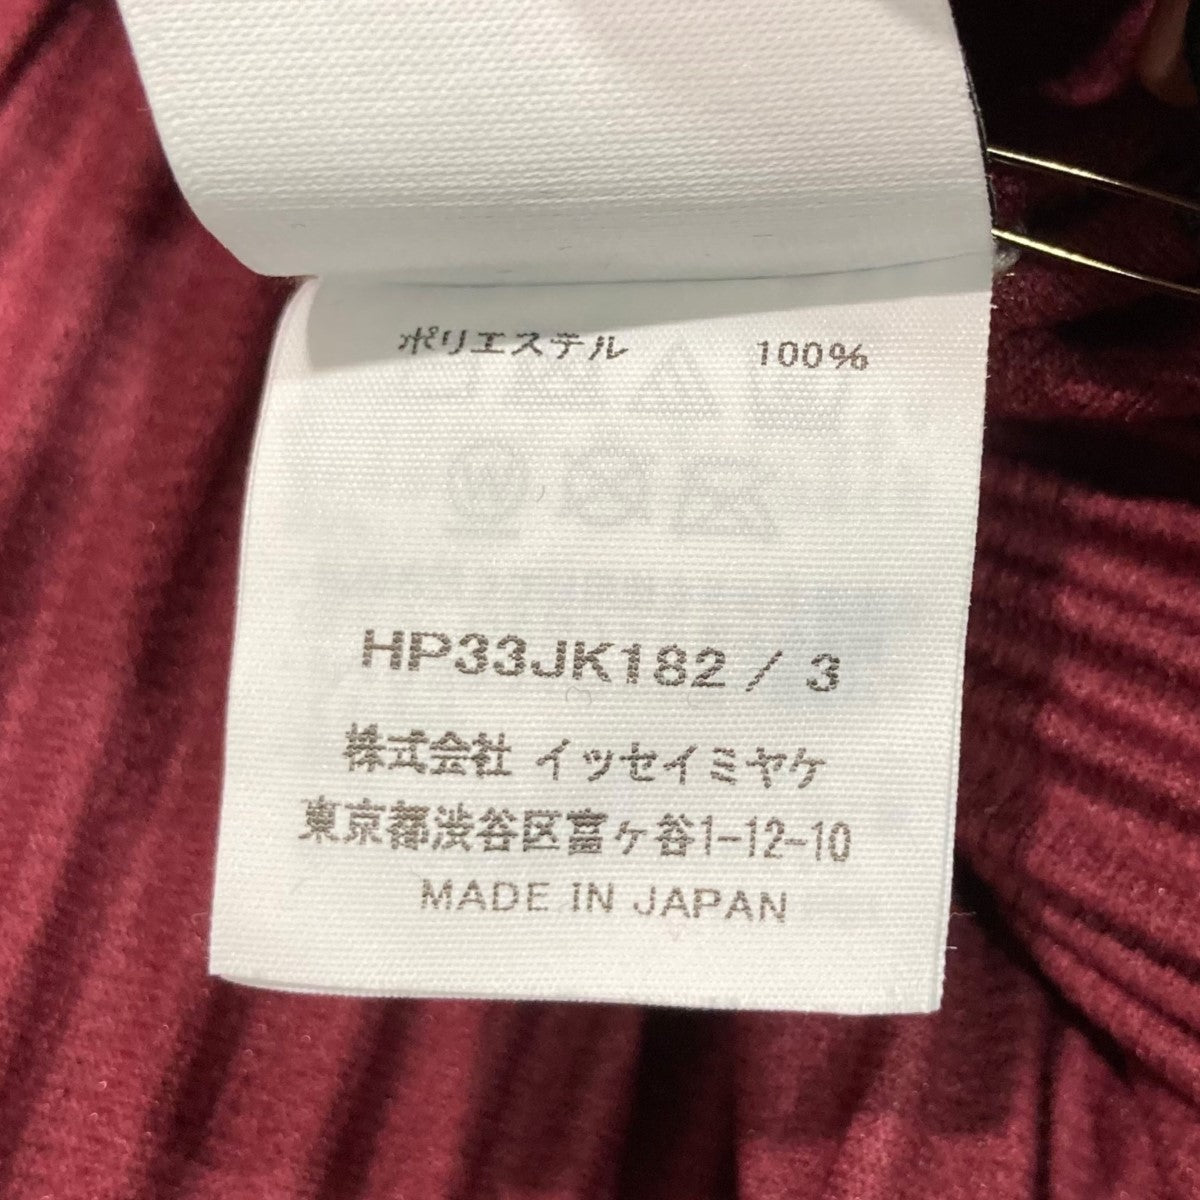 ポリエステル 100%
HP33JK182 / 3
株式会社 イッセイミヤケ
東京都渋谷区富ヶ谷1-12-10
MADE IN JAPAN